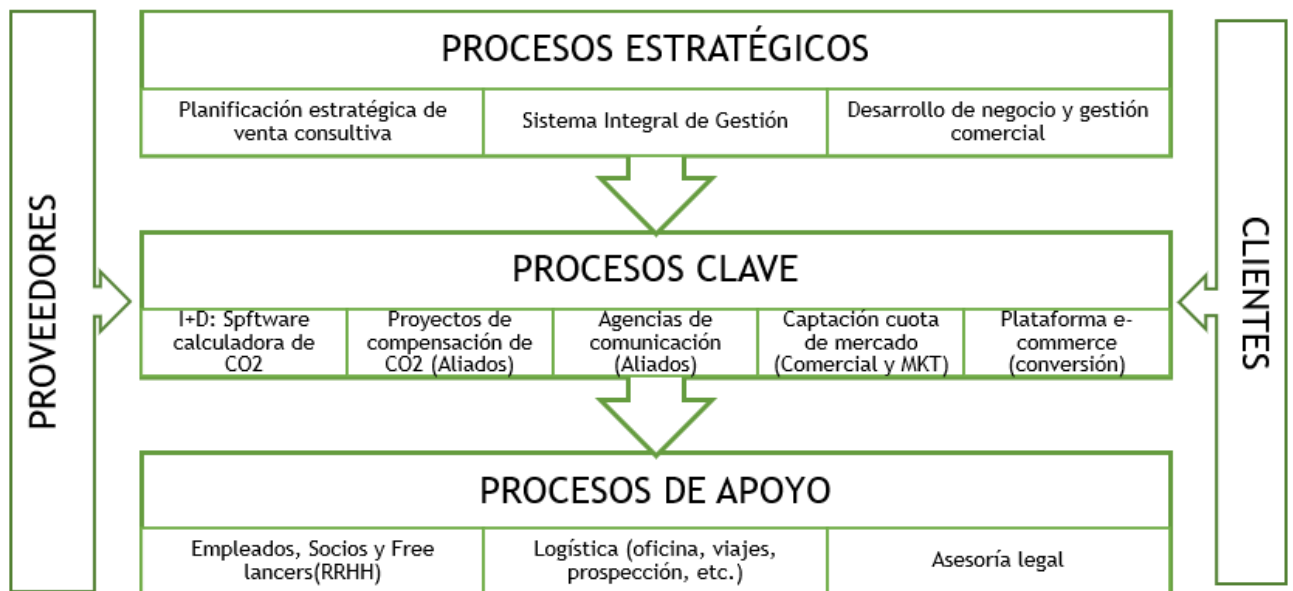 PROVEEDORES
PROCESOS ESTRATÉGICOS
Planificación estratégica de
venta consultiva
Sistema Integral de Gestión
Desarrollo de negocio y gestión
comercial
PROCESOS CLAVE
I+D: Spftware
calculadora de
CO2
Proyectos de
compensación de
CO2 (Aliados)
Agencias de
comunicación
(Aliados)
Captación cuota
de mercado
(Comercial y MKT)
Plataforma e-
commerce
(conversión)
PROCESOS DE APOYO
Empleados, Socios y Free
lancers(RRHH)
Logística (oficina, viajes,
prospección, etc.)
Asesoría legal
CLIENTES